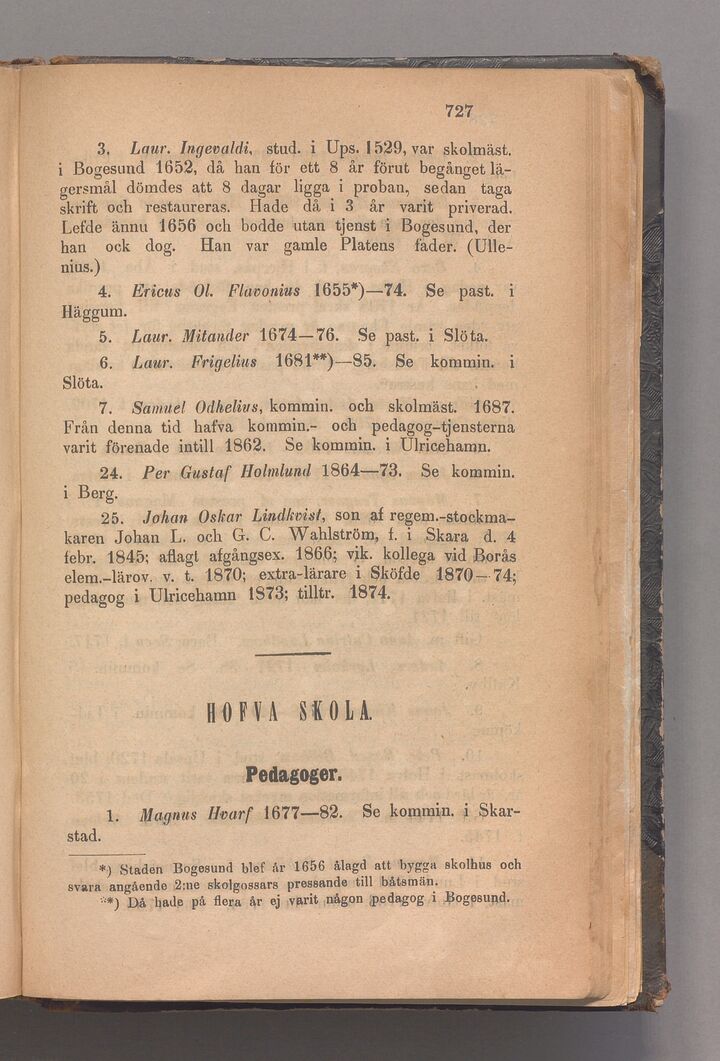 727
3. Laur. Ingevaldi, stud. i Ups. 1529, var skolmäst.
i Bogesund 1652, då han för ett 8 år förut begånget lä-
gersmål dömdes att 8 dagar ligga i proban, sedan taga
skrift och restaureras. Hade då i 3 år varit priverad.
Lefde ännu 1656 och bodde utan tjenst i Bogesund, der
han ock dog. Han var gamle Platens fader. (Ulle-
nius.)
4. Ericus Ol. Flavonius 1655*)—74. Se past. i
Häggum.
5. Laur. Mitander 1674—76. Se past. i Slöta.
6. Laur. Frigelius 1681**)—85. Se kommin. i
Slöta.
7. Samuel Odhelius, kommin. och skolmäst. 1687.
Från denna tid hafva kommin.- och pedagog-tjensterna
varit förenade intill 1862. Se kommin. i Ulricehamn.
24. Per Gustaf Holmlund 1864—73. Se kommin.
i Berg.
25. Johan Oskar Lindkvist, son af regem.-stockma-
karen Johan L. och G. C. Wahlström, f. i Skara d. 4
febr. 1845; aflagt afgångsex. 1866; vik. kollega vid Borås
elem.-lärov. v. t. 1870; extra-lärare i Sköfde 1870—74;
pedagog i Ulricehamn 1873; tilltr. 1874.
HOFVA SKOLA.
Pedagoger.
1. Magnus Hvarf 1677—82. Se kommin. i Skar-
stad.
*) Staden Bogesund blef år 1656 ålagd att bygga skolhus och
svara angående 2:ne skolgossars pressande till båtsmän.
**) Då hade på flera år ej varit någon pedagog i Bogesund.